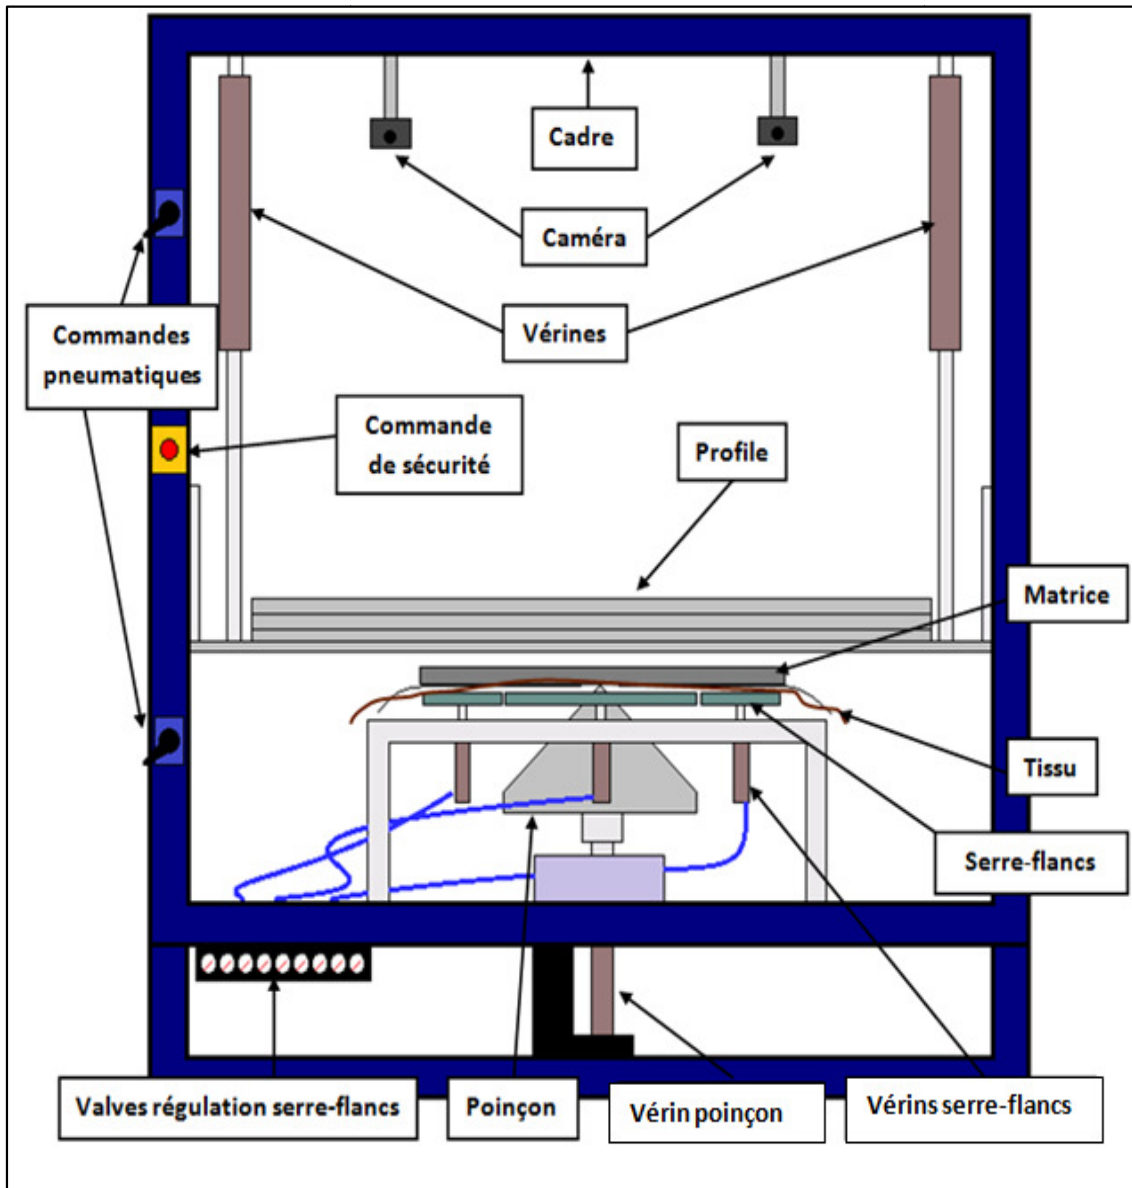 Cadre
Caméra
Vérines
Commandes
pneumatiques
Commande
de sécurité
Profile
Matrice
Tissu
Serre-flancs
Valves régulation serre-flancs
Poinçon
Vérin poinçon
Vérins serre-flancs